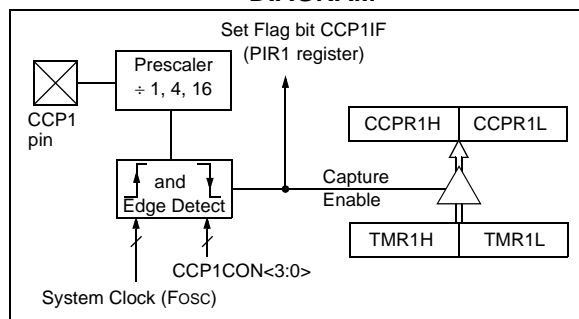 Set Flag bit CCP1IF
(PIR1 register)
Prescaler
÷ 1, 4, 16
CCP1
pin
CCPR1H
CCPR1L
and
Edge Detect
Capture
Enable
TMR1H
TMR1L
CCP1CON<3:0>
System Clock (FOSC)